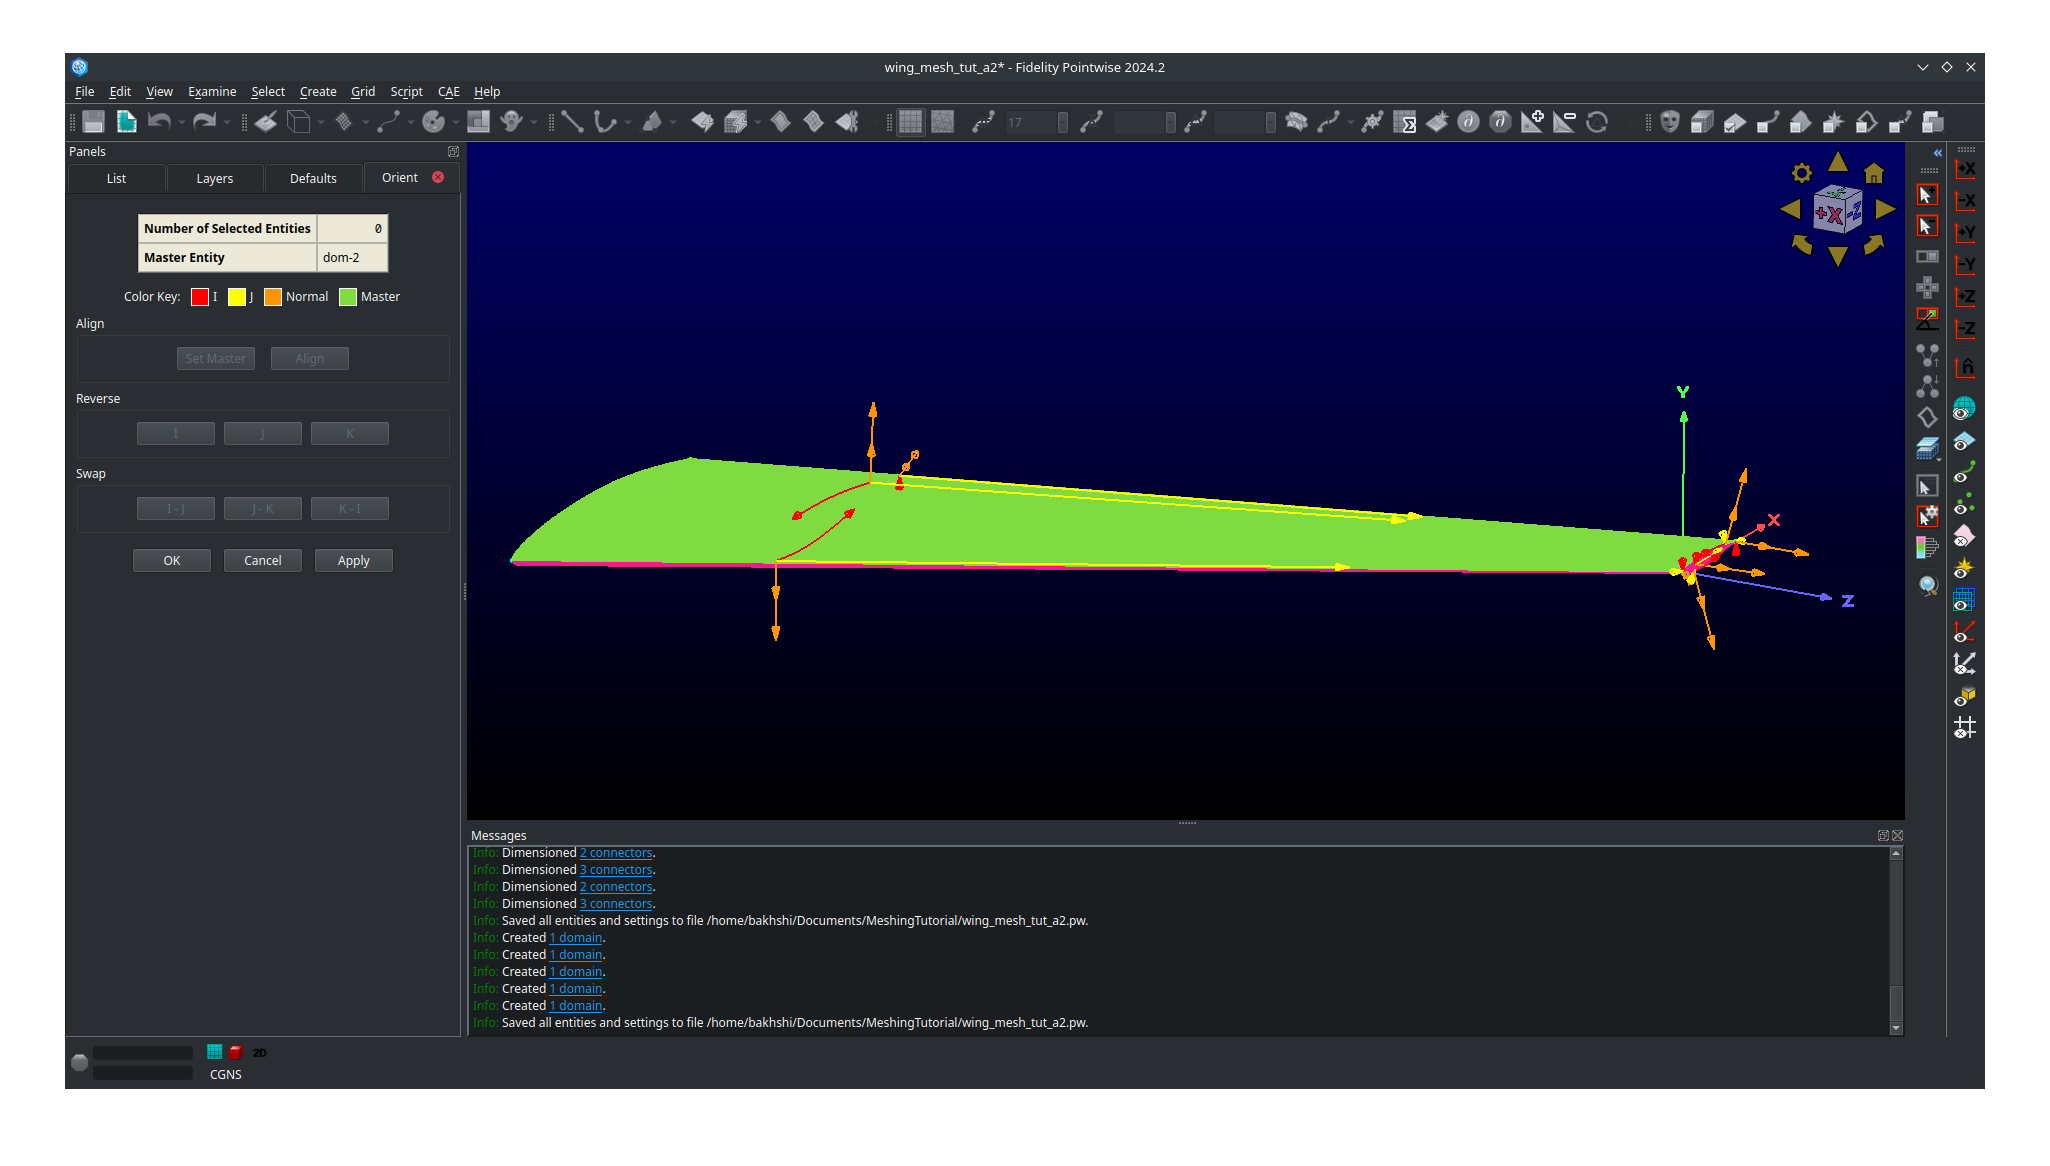 wing_mesh_tut_a2* - Fidelity Pointwise 2024.2
File Edit View Examine Select Create Grid Script CAE Help
17
Panels
List Layers Defaults Orient
Number of Selected Entities 0
Master Entity dom-2
Color Key: I J Normal Master
Align
Set Master Align
Reverse
I J K
Swap
I - J J - K K - I
OK Cancel Apply
+X -Z
Y
X
Z
+X
-X
+Y
-Y
+Z
-Z
n̂
Messages
Info: Dimensioned 2 connectors.
Info: Dimensioned 3 connectors.
Info: Dimensioned 2 connectors.
Info: Dimensioned 3 connectors.
Info: Saved all entities and settings to file /home/bakhshi/Documents/MeshingTutorial/wing_mesh_tut_a2.pw.
Info: Created 1 domain.
Info: Created 1 domain.
Info: Created 1 domain.
Info: Created 1 domain.
Info: Created 1 domain.
Info: Saved all entities and settings to file /home/bakhshi/Documents/MeshingTutorial/wing_mesh_tut_a2.pw.
2D
CGNS